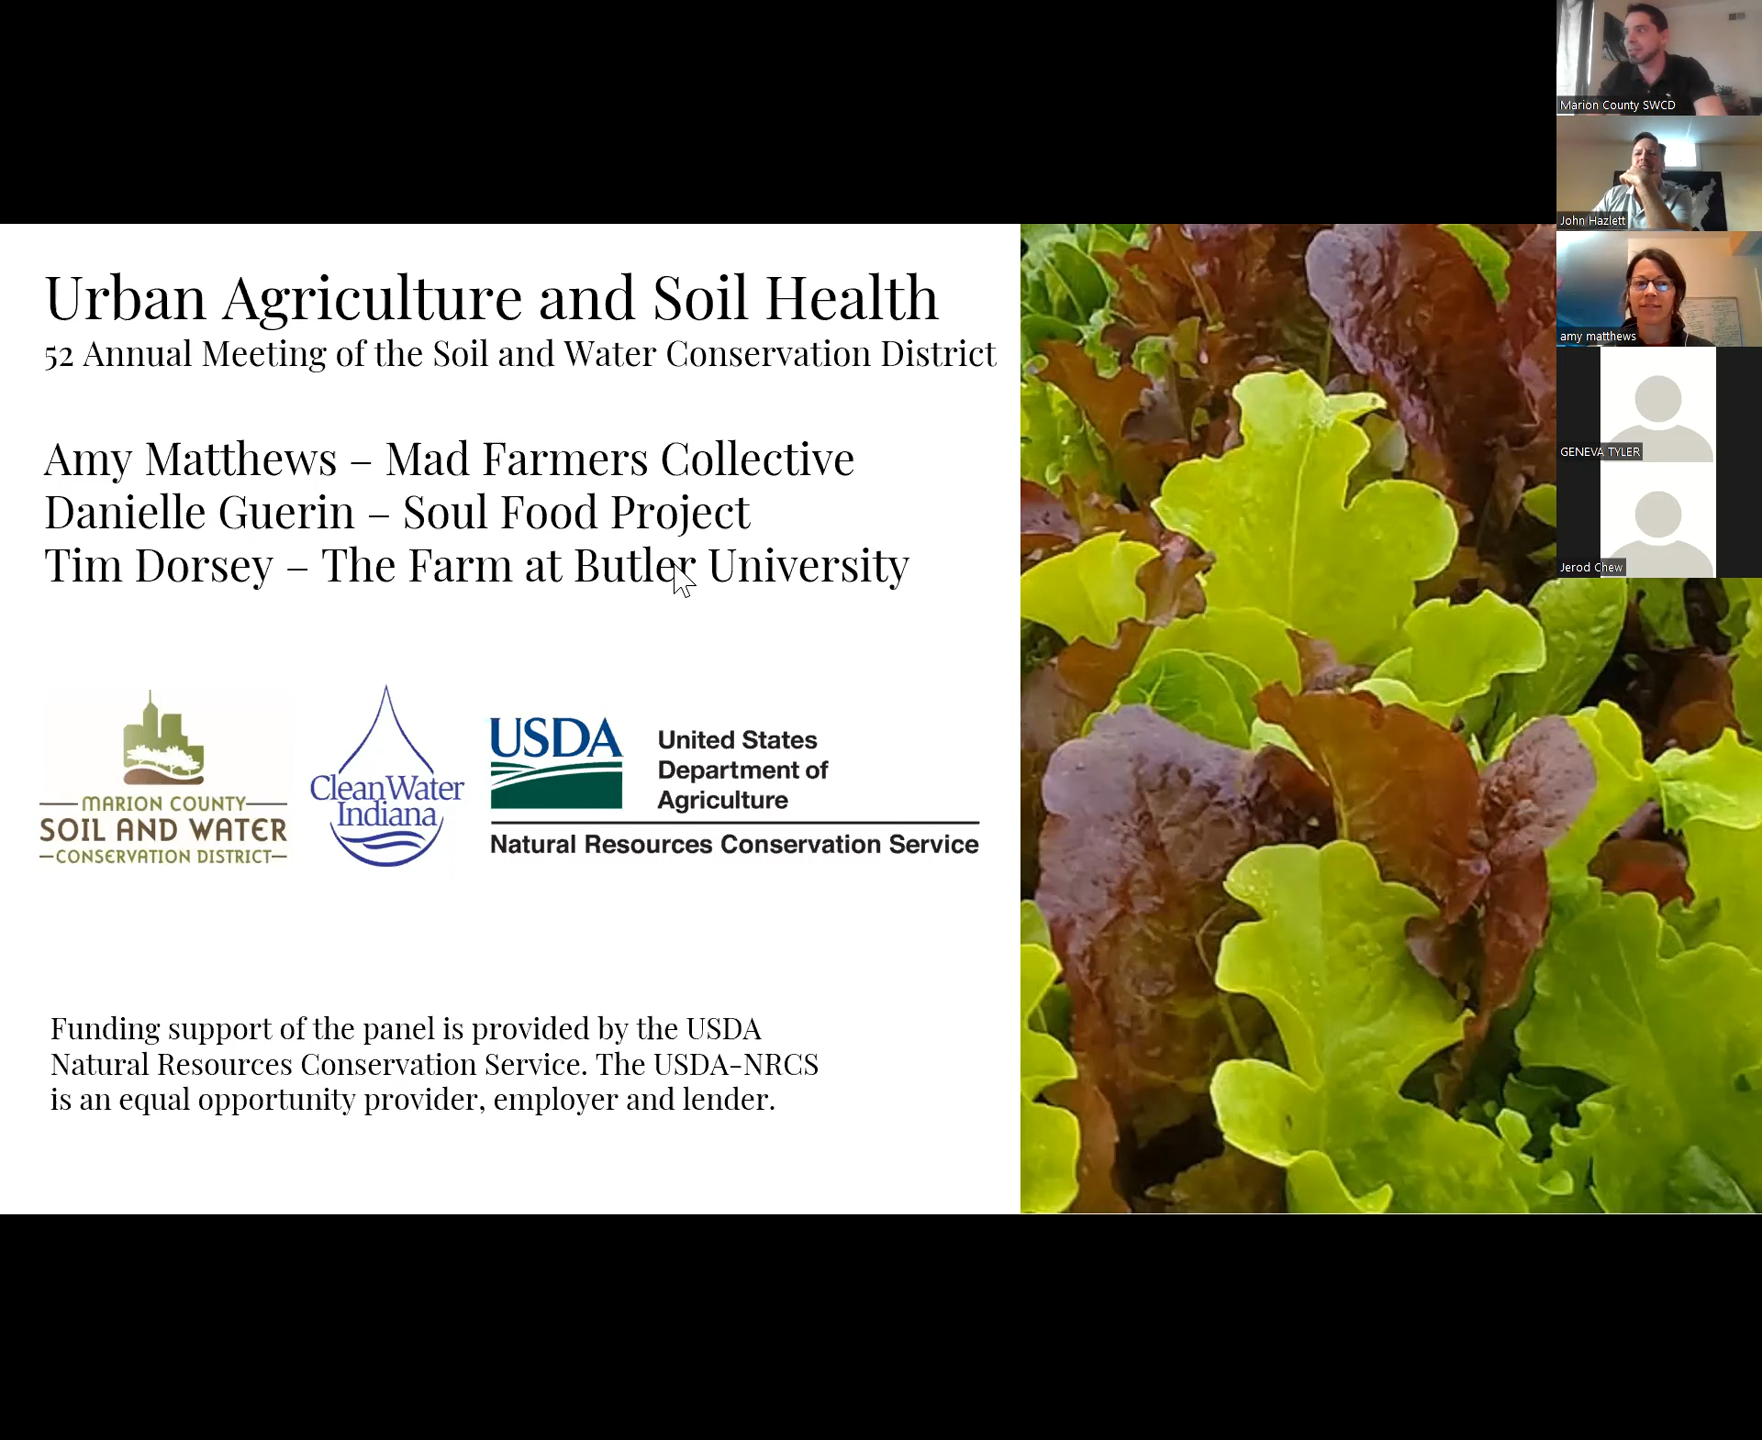 Urban Agriculture and Soil Health
52 Annual Meeting of the Soil and Water Conservation District
Amy Matthews – Mad Farmers Collective
Danielle Guerin – Soul Food Project
Tim Dorsey – The Farm at Butler University
MARION COUNTY
SOIL AND WATER
CONSERVATION DISTRICT
Clean Water
Indiana
USDA
United States
Department of
Agriculture
Natural Resources Conservation Service
Funding support of the panel is provided by the USDA
Natural Resources Conservation Service. The USDA-NRCS
is an equal opportunity provider, employer and lender.
Marion County SWCD
John Hazlett
amy matthews
GENEVA TYLER
Jerod Chew